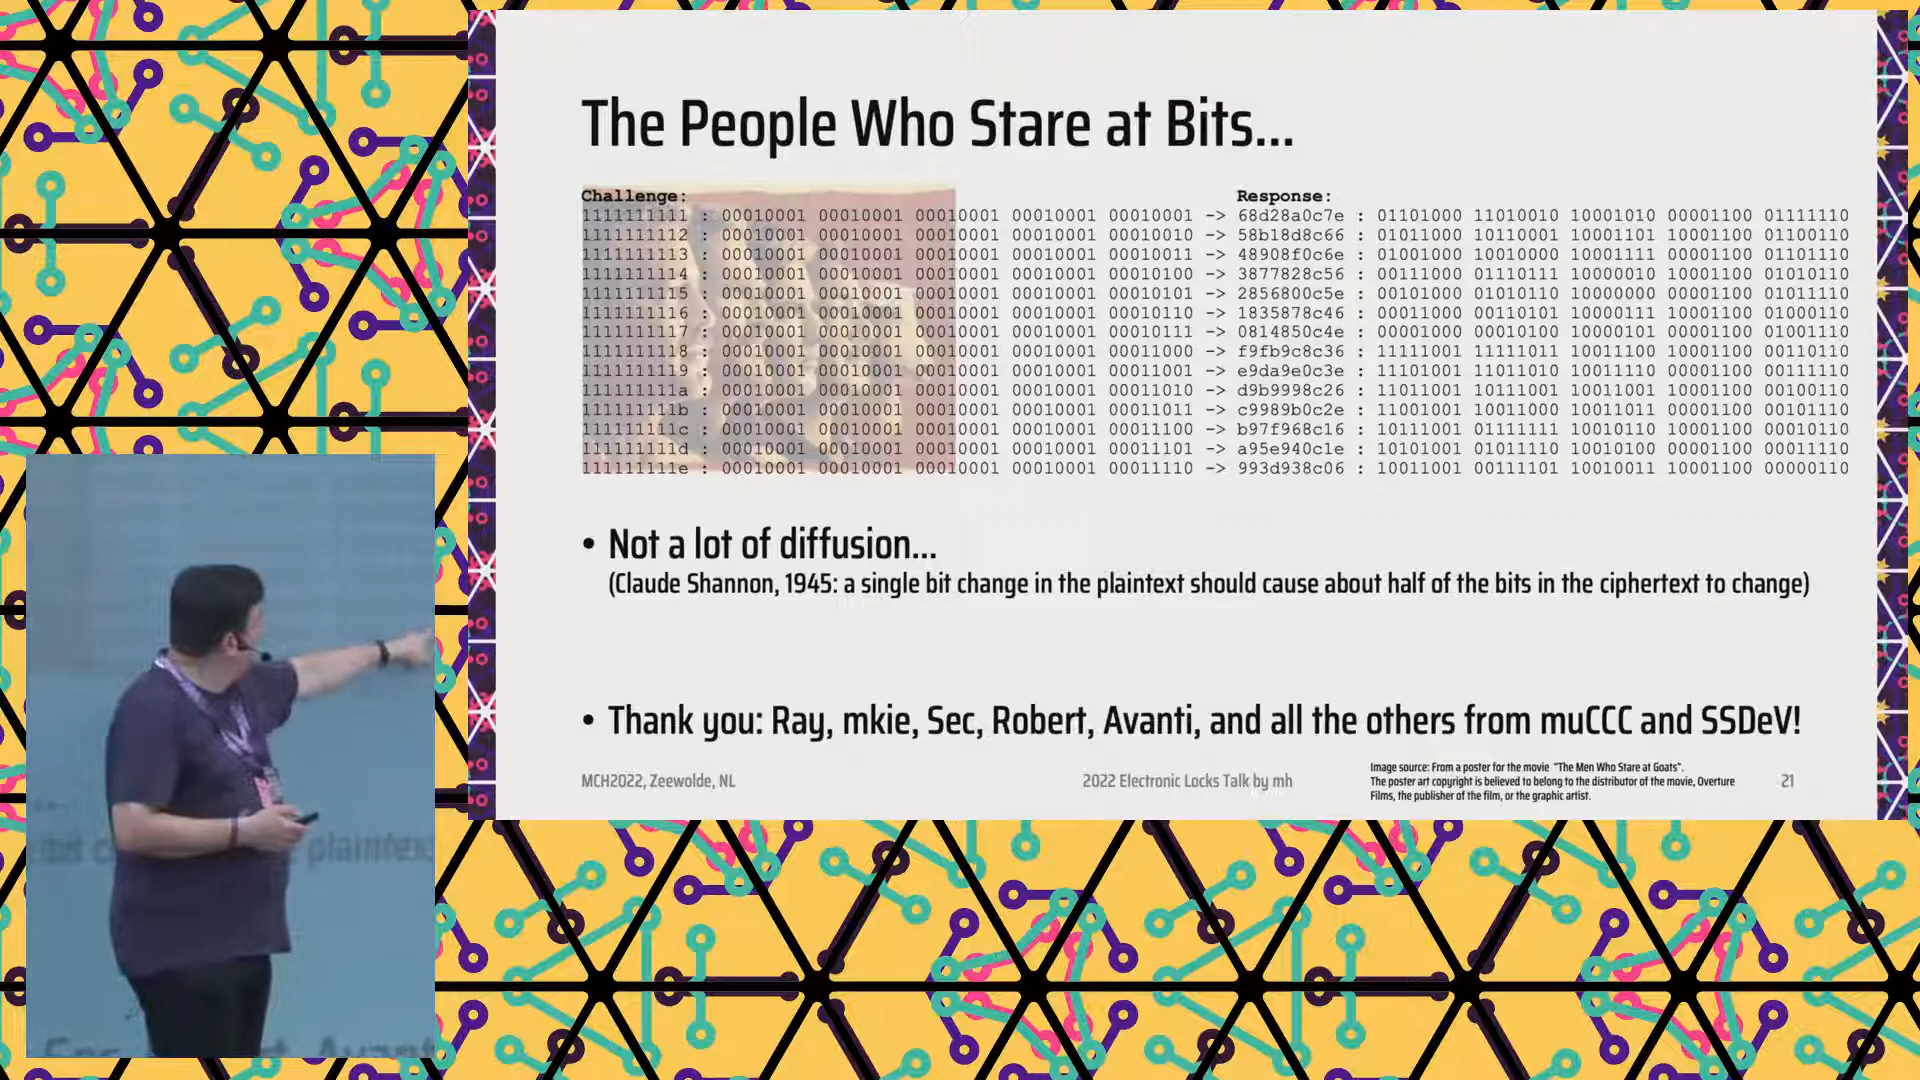 The People Who Stare at Bits...
Challenge: Response:
1111111111 : 00010001 00010001 00010001 00010001 00010001 -> 68d28a0c7e : 01101000 11010010 10001010 00001100 01111110
1111111112 : 00010001 00010001 00010001 00010001 00010010 -> 58b18d8c66 : 01011000 10110001 10001101 10001100 01100110
1111111113 : 00010001 00010001 00010001 00010001 00010011 -> 48908f0c6e : 01001000 10010000 10001111 00001100 01101110
1111111114 : 00010001 00010001 00010001 00010001 00010100 -> 3877828c56 : 00111000 01110111 10000010 10001100 01010110
1111111115 : 00010001 00010001 00010001 00010001 00010101 -> 2856800c5e : 00101000 01010110 10000000 00001100 01011110
1111111116 : 00010001 00010001 00010001 00010001 00010110 -> 1835878c46 : 00011000 00110101 10000111 10001100 01000110
1111111117 : 00010001 00010001 00010001 00010001 00010111 -> 0814850c4e : 00001000 00010100 10000101 00001100 01001110
1111111118 : 00010001 00010001 00010001 00010001 00011000 -> f9fb9c8c36 : 11111001 11111011 10011100 10001100 00110110
1111111119 : 00010001 00010001 00010001 00010001 00011001 -> e9da9e0c3e : 11101001 11011010 10011110 00001100 00111110
111111111a : 00010001 00010001 00010001 00010001 00011010 -> d9b9998c26 : 11011001 10111001 10011001 10001100 00100110
111111111b : 00010001 00010001 00010001 00010001 00011011 -> c9989b0c2e : 11001001 10011000 10011011 00001100 00101110
111111111c : 00010001 00010001 00010001 00010001 00011100 -> b97f968c16 : 10111001 01111111 10010110 10001100 00010110
111111111d : 00010001 00010001 00010001 00010001 00011101 -> a95e940c1e : 10101001 01011110 10010100 00001100 00011110
111111111e : 00010001 00010001 00010001 00010001 00011110 -> 993d938c06 : 10011001 00111101 10010011 10001100 00000110
• Not a lot of diffusion...
(Claude Shannon, 1945: a single bit change in the plaintext should cause about half of the bits in the ciphertext to change)
• Thank you: Ray, mkie, Sec, Robert, Avanti, and all the others from muCCC and SSDeV!
Image source: From a poster for the movie "The Men Who Stare at Goats".
The poster art copyright is believed to belong to the distributor of the movie, Overture
Films, the publisher of the film, or the graphic artist.
MCH2022, Zeewolde, NL
2022 Electronic Locks Talk by mh
21
plaintext